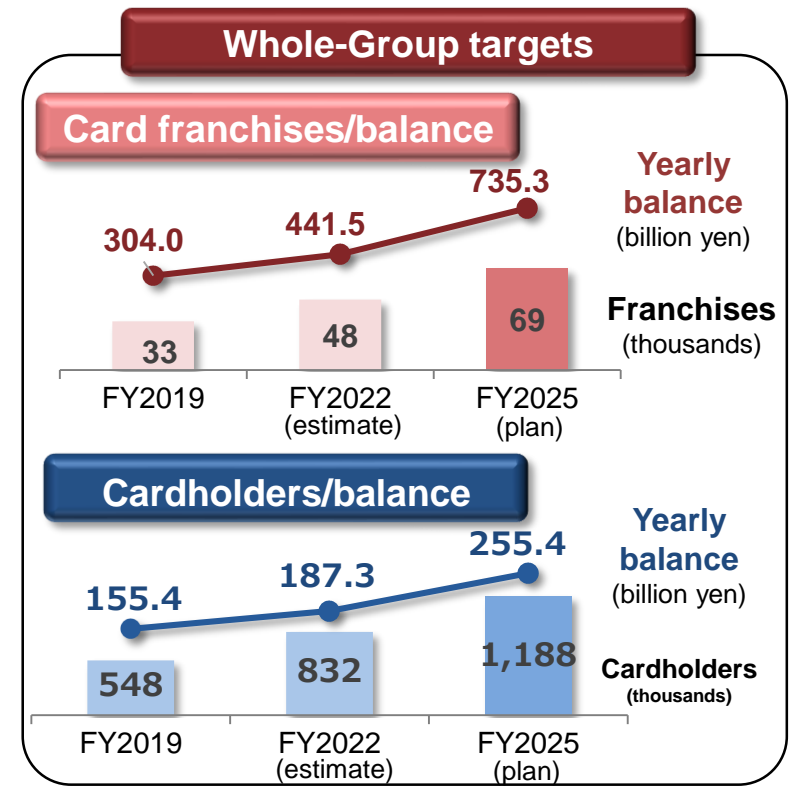 Whole-Group targets
Card franchises/balance
Yearly
balance
(billion yen)
304.0
441.5
735.3
Franchises
(thousands)
33
48
69
FY2019
FY2022
(estimate)
FY2025
(plan)
Cardholders/balance
Yearly
balance
(billion yen)
155.4
187.3
255.4
Cardholders
(thousands)
548
832
1,188
FY2019
FY2022
(estimate)
FY2025
(plan)